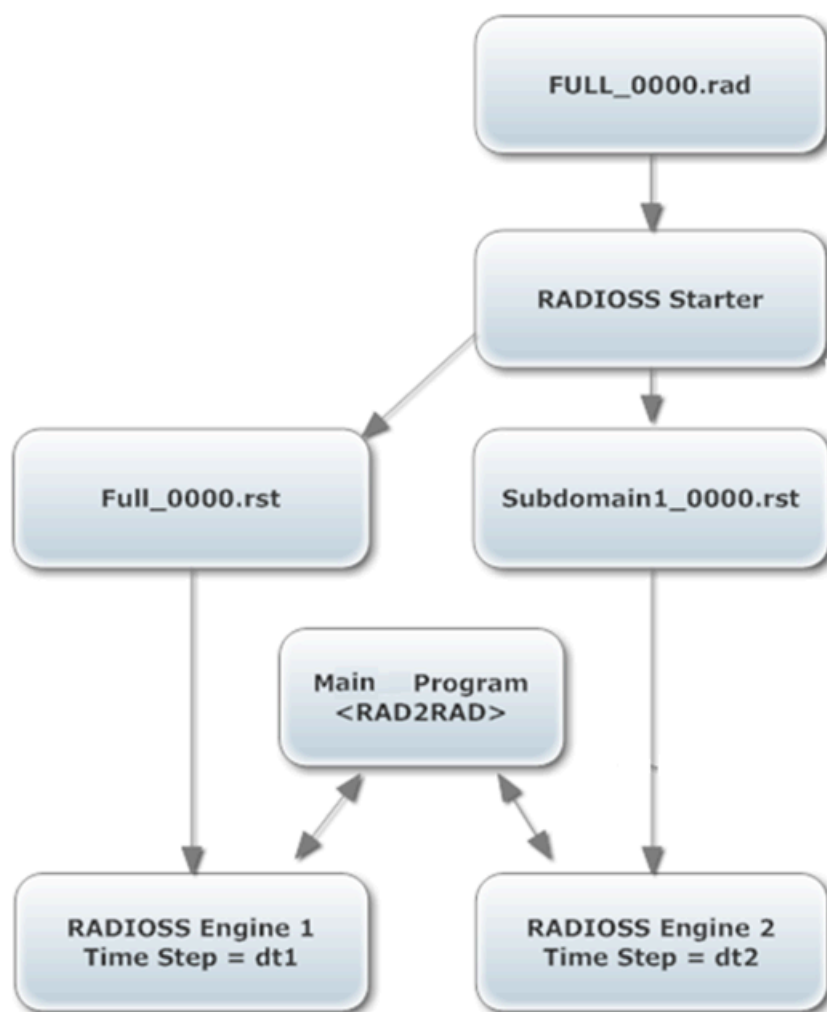 FULL_0000.rad
RADIOSS Starter
Full_0000.rst
Subdomain1_0000.rst
Main Program
<RAD2RAD>
RADIOSS Engine 1
Time Step = dt1
RADIOSS Engine 2
Time Step = dt2